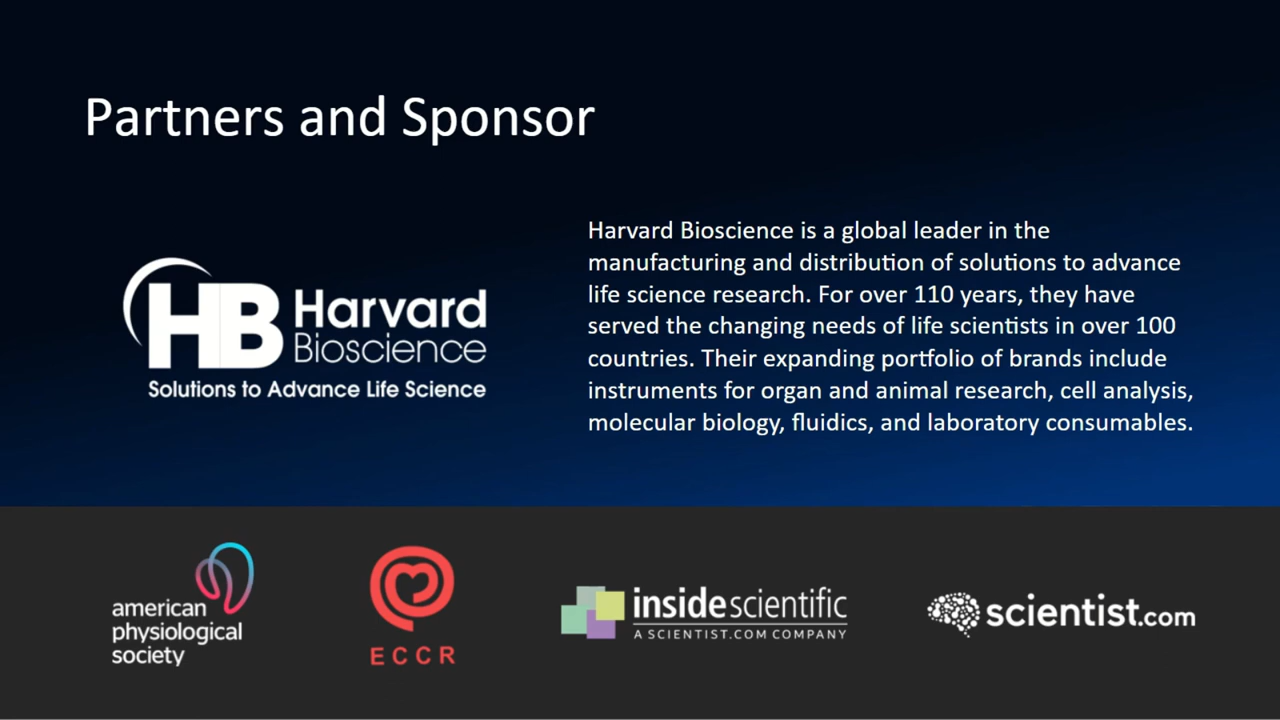 Partners and Sponsor
HB Harvard
Bioscience
Solutions to Advance Life Science
Harvard Bioscience is a global leader in the
manufacturing and distribution of solutions to advance
life science research. For over 110 years, they have
served the changing needs of life scientists in over 100
countries. Their expanding portfolio of brands include
instruments for organ and animal research, cell analysis,
molecular biology, fluidics, and laboratory consumables.
american
physiological
society
ECCR
insidescientific
A SCIENTIST.COM COMPANY
scientist.com